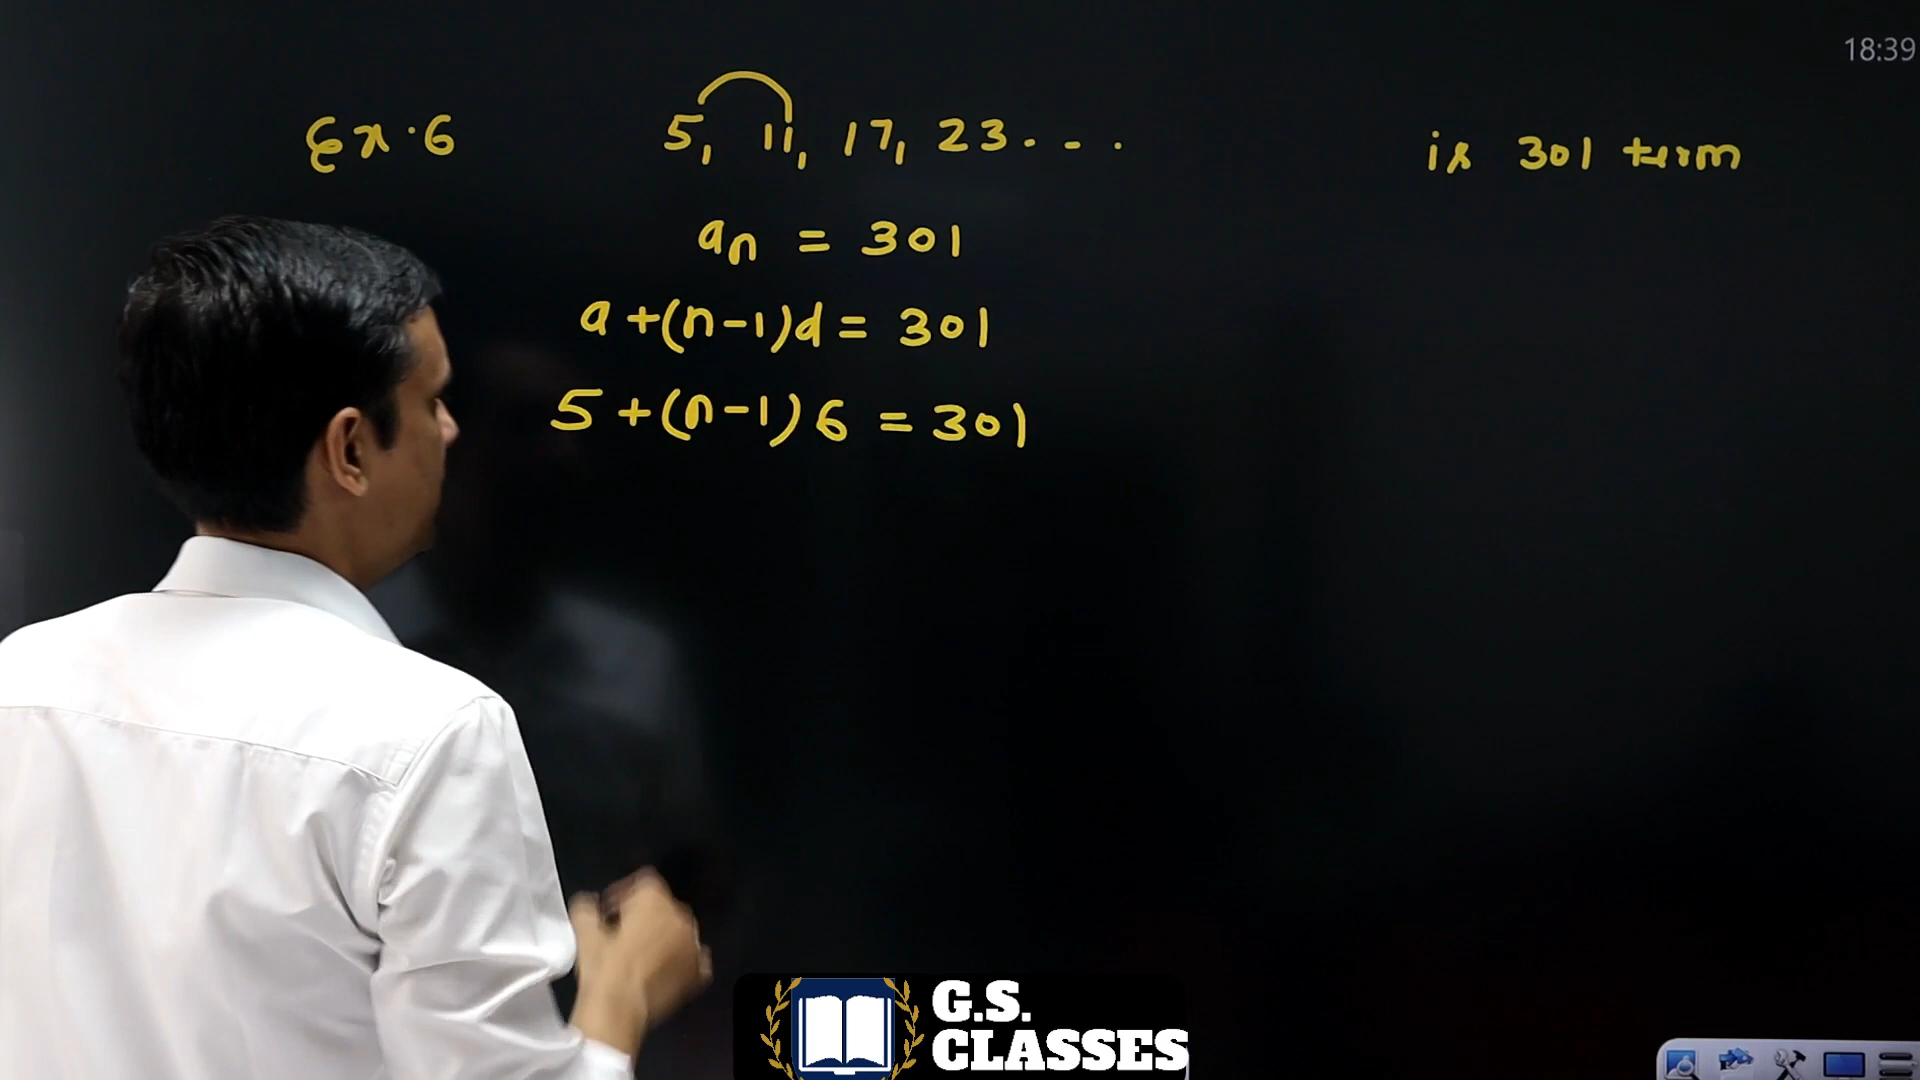 18:39
Ex.6 5, 11, 17, 23. - - . is 301 term
an = 301
a+(n-1)d = 301
5+(n-1)6 = 301
G.S.
CLASSES